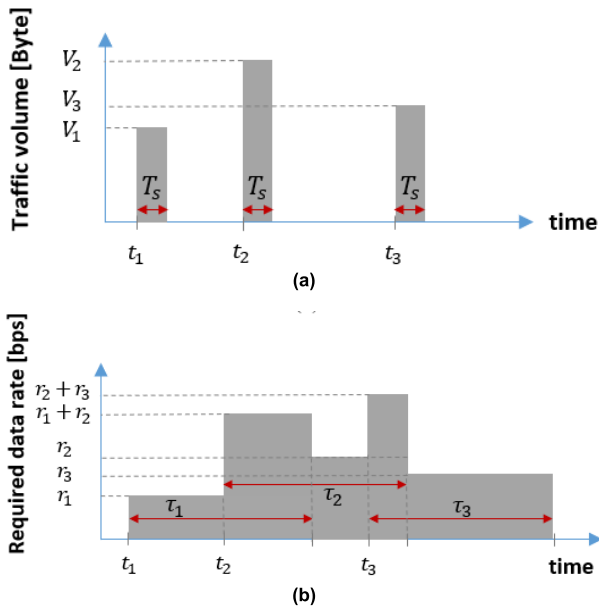 Traffic volume [Byte]
V₂
V₃
V₁
Tₛ Tₛ Tₛ
time
t₁ t₂ t₃
(a)
Required data rate [bps]
r₂ + r₃
r₁ + r₂
r₂
r₃
r₁
τ₁ τ₂ τ₃
t₁ t₂ t₃ time
(b)